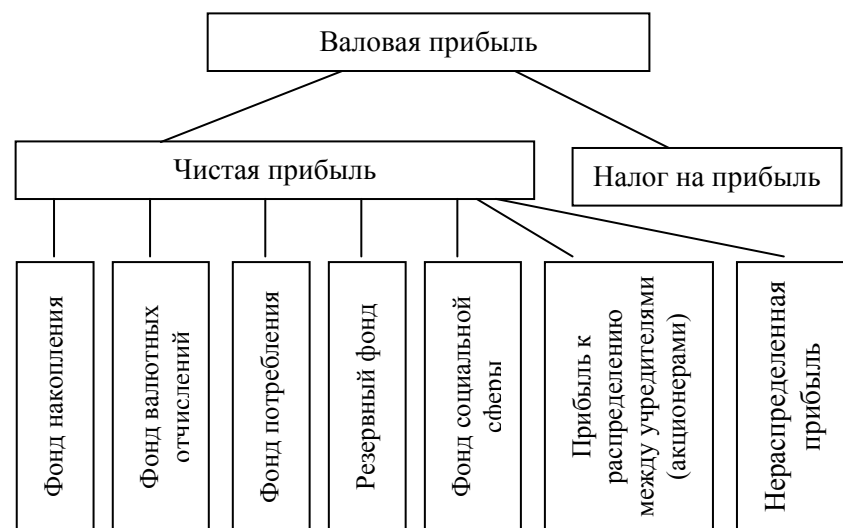 Валовая прибыль
Чистая прибыль
Налог на прибыль
Фонд накопления
Фонд валютных
отчислений
Фонд потребления
Резервный фонд
Фонд социальной
сферы
Прибыль к
распределению
между учредителями
(акционерами)
Нераспределенная
прибыль